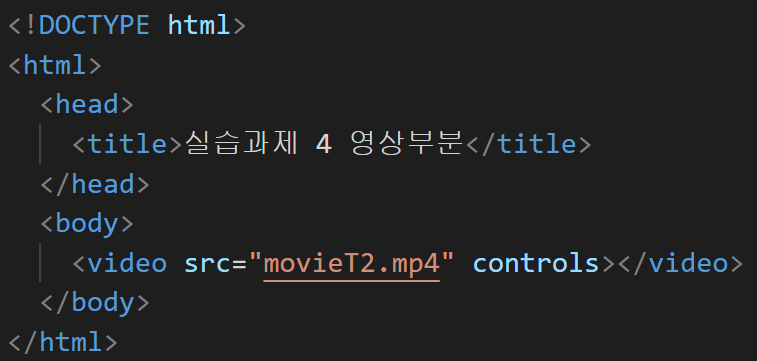 <!DOCTYPE html>
<html>
<head>
<title>실습과제 4 영상부분</title>
</head>
<body>
<video src="movieT2.mp4" controls></video>
</body>
</html>